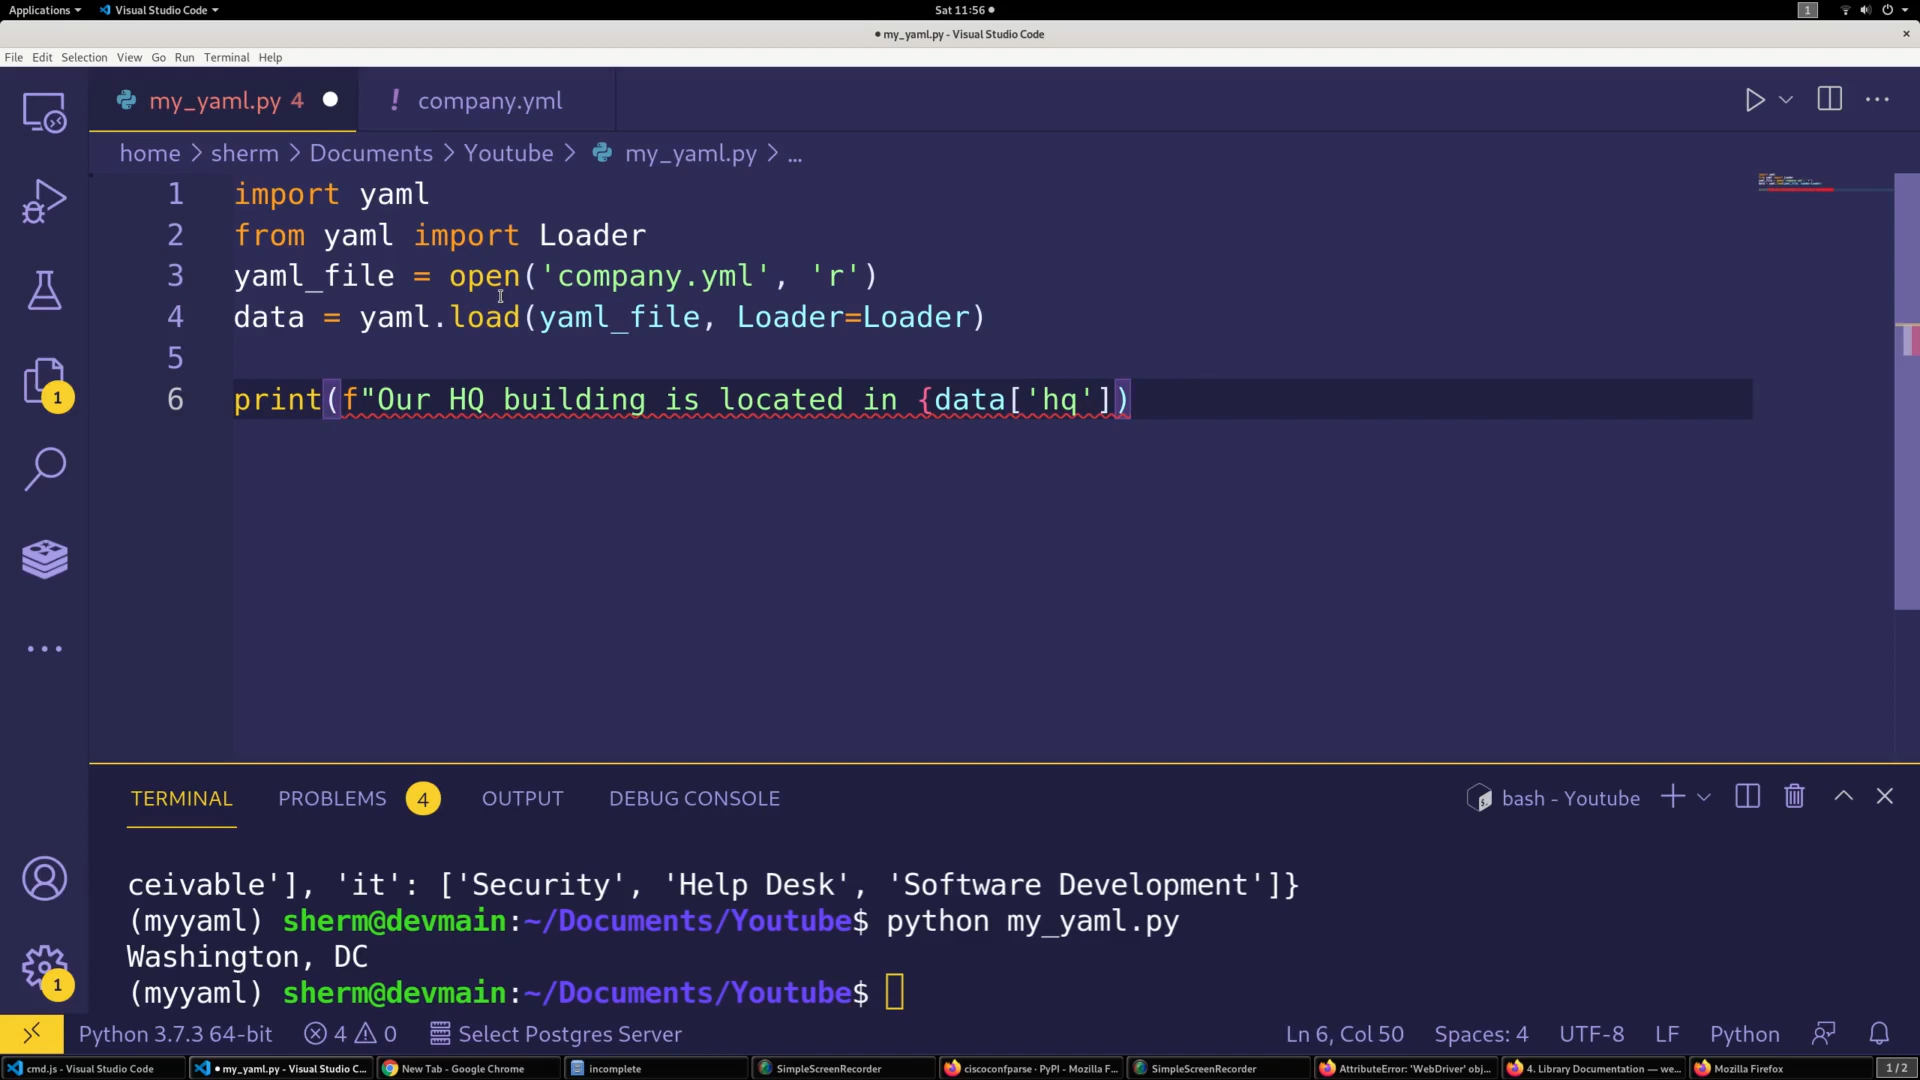 Applications Visual Studio Code Sat 11:56 1
my_yaml.py - Visual Studio Code
File Edit Selection View Go Run Terminal Help
my_yaml.py 4 company.yml
home > sherm > Documents > Youtube > my_yaml.py > ...
1 import yaml
2 from yaml import Loader
3 yaml_file = open('company.yml', 'r')
4 data = yaml.load(yaml_file, Loader=Loader)
5
6 print(f"Our HQ building is located in {data['hq'])
1
TERMINAL PROBLEMS 4 OUTPUT DEBUG CONSOLE bash - Youtube
ceivable'], 'it': ['Security', 'Help Desk', 'Software Development']}
(myyaml) sherm@devmain:~/Documents/Youtube$ python my_yaml.py
Washington, DC
(myyaml) sherm@devmain:~/Documents/Youtube$
1
Python 3.7.3 64-bit 4 0 Select Postgres Server Ln 6, Col 50 Spaces: 4 UTF-8 LF Python
cmd.js - Visual Studio Code my_yaml.py - Visual Studio C... New Tab - Google Chrome incomplete SimpleScreenRecorder ciscoconfparse · PyPI - Mozilla F... SimpleScreenRecorder AttributeError: 'WebDriver' obj... 4. Library Documentation — we... Mozilla Firefox 1 / 2